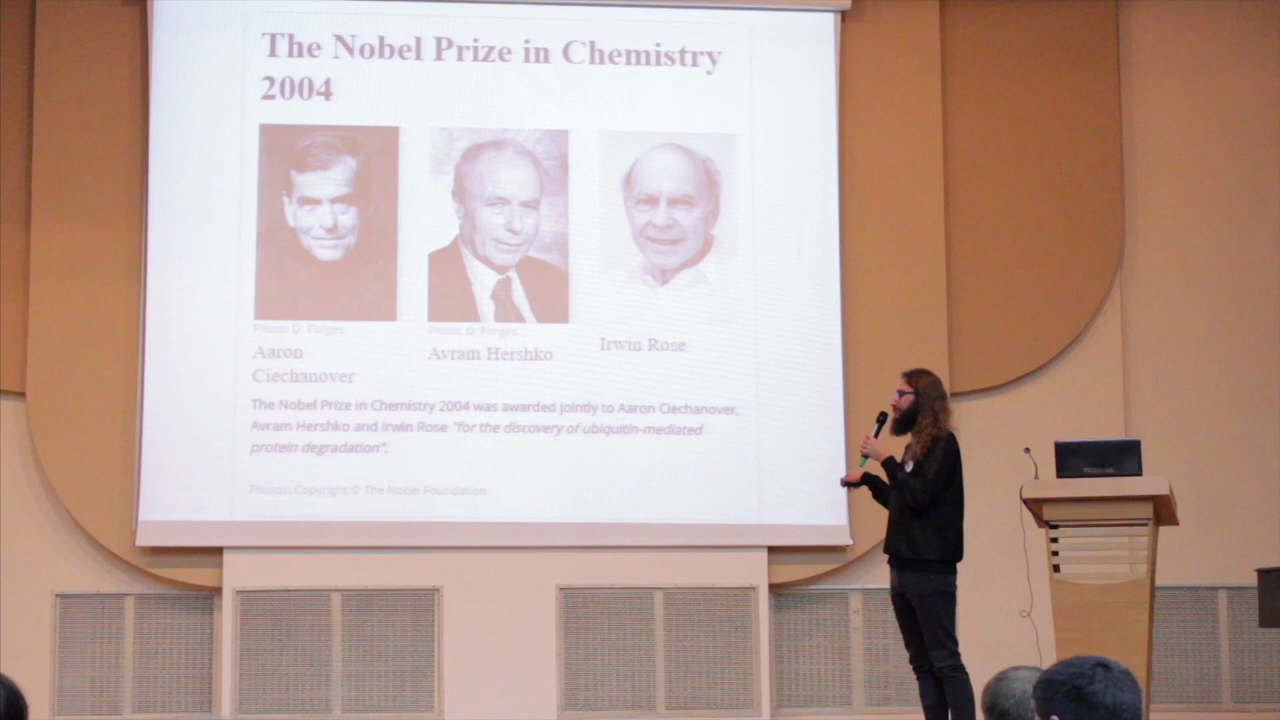 The Nobel Prize in Chemistry
2004
Photo: D. Porges
Photo: D. Porges
Aaron
Ciechanover
Avram Hershko
Irwin Rose
The Nobel Prize in Chemistry 2004 was awarded jointly to Aaron Ciechanover,
Avram Hershko and Irwin Rose "for the discovery of ubiquitin-mediated
protein degradation".
Photos: Copyright © The Nobel Foundation
TOSHIBA